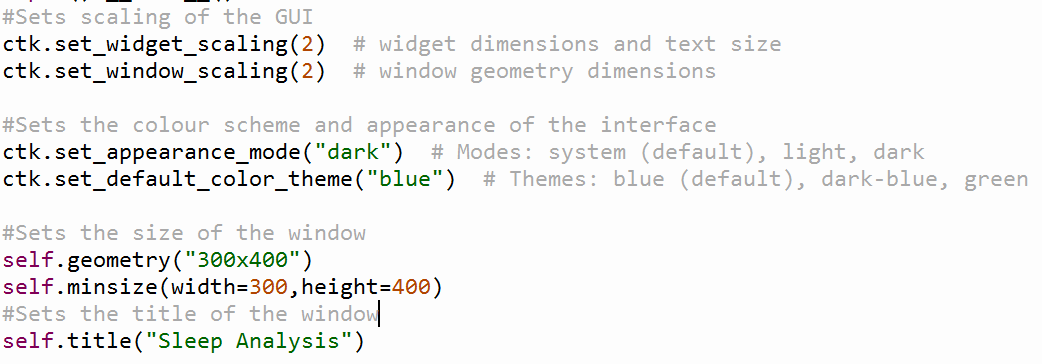 #Sets scaling of the GUI
ctk.set_widget_scaling(2)  # widget dimensions and text size
ctk.set_window_scaling(2)  # window geometry dimensions
#Sets the colour scheme and appearance of the interface
ctk.set_appearance_mode("dark")  # Modes: system (default), light, dark
ctk.set_default_color_theme("blue")  # Themes: blue (default), dark-blue, green
#Sets the size of the window
self.geometry("300x400")
self.minsize(width=300,height=400)
#Sets the title of the window
self.title("Sleep Analysis")